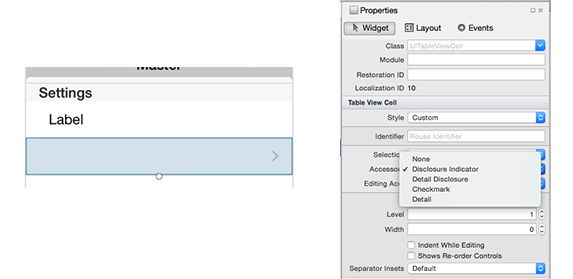 Master
Settings
Label
Properties
Widget
Layout
Events
Class UITableViewCell
Module
Restoration ID
Localization ID 10
Table View Cell
Style Custom
Identifier Reuse Identifier
Selection
None
Accessor
Disclosure Indicator
Detail Disclosure
Editing Acc
Checkmark
Detail
Level 1
Width 0
Indent While Editing
Shows Re-order Controls
Separator Insets Default